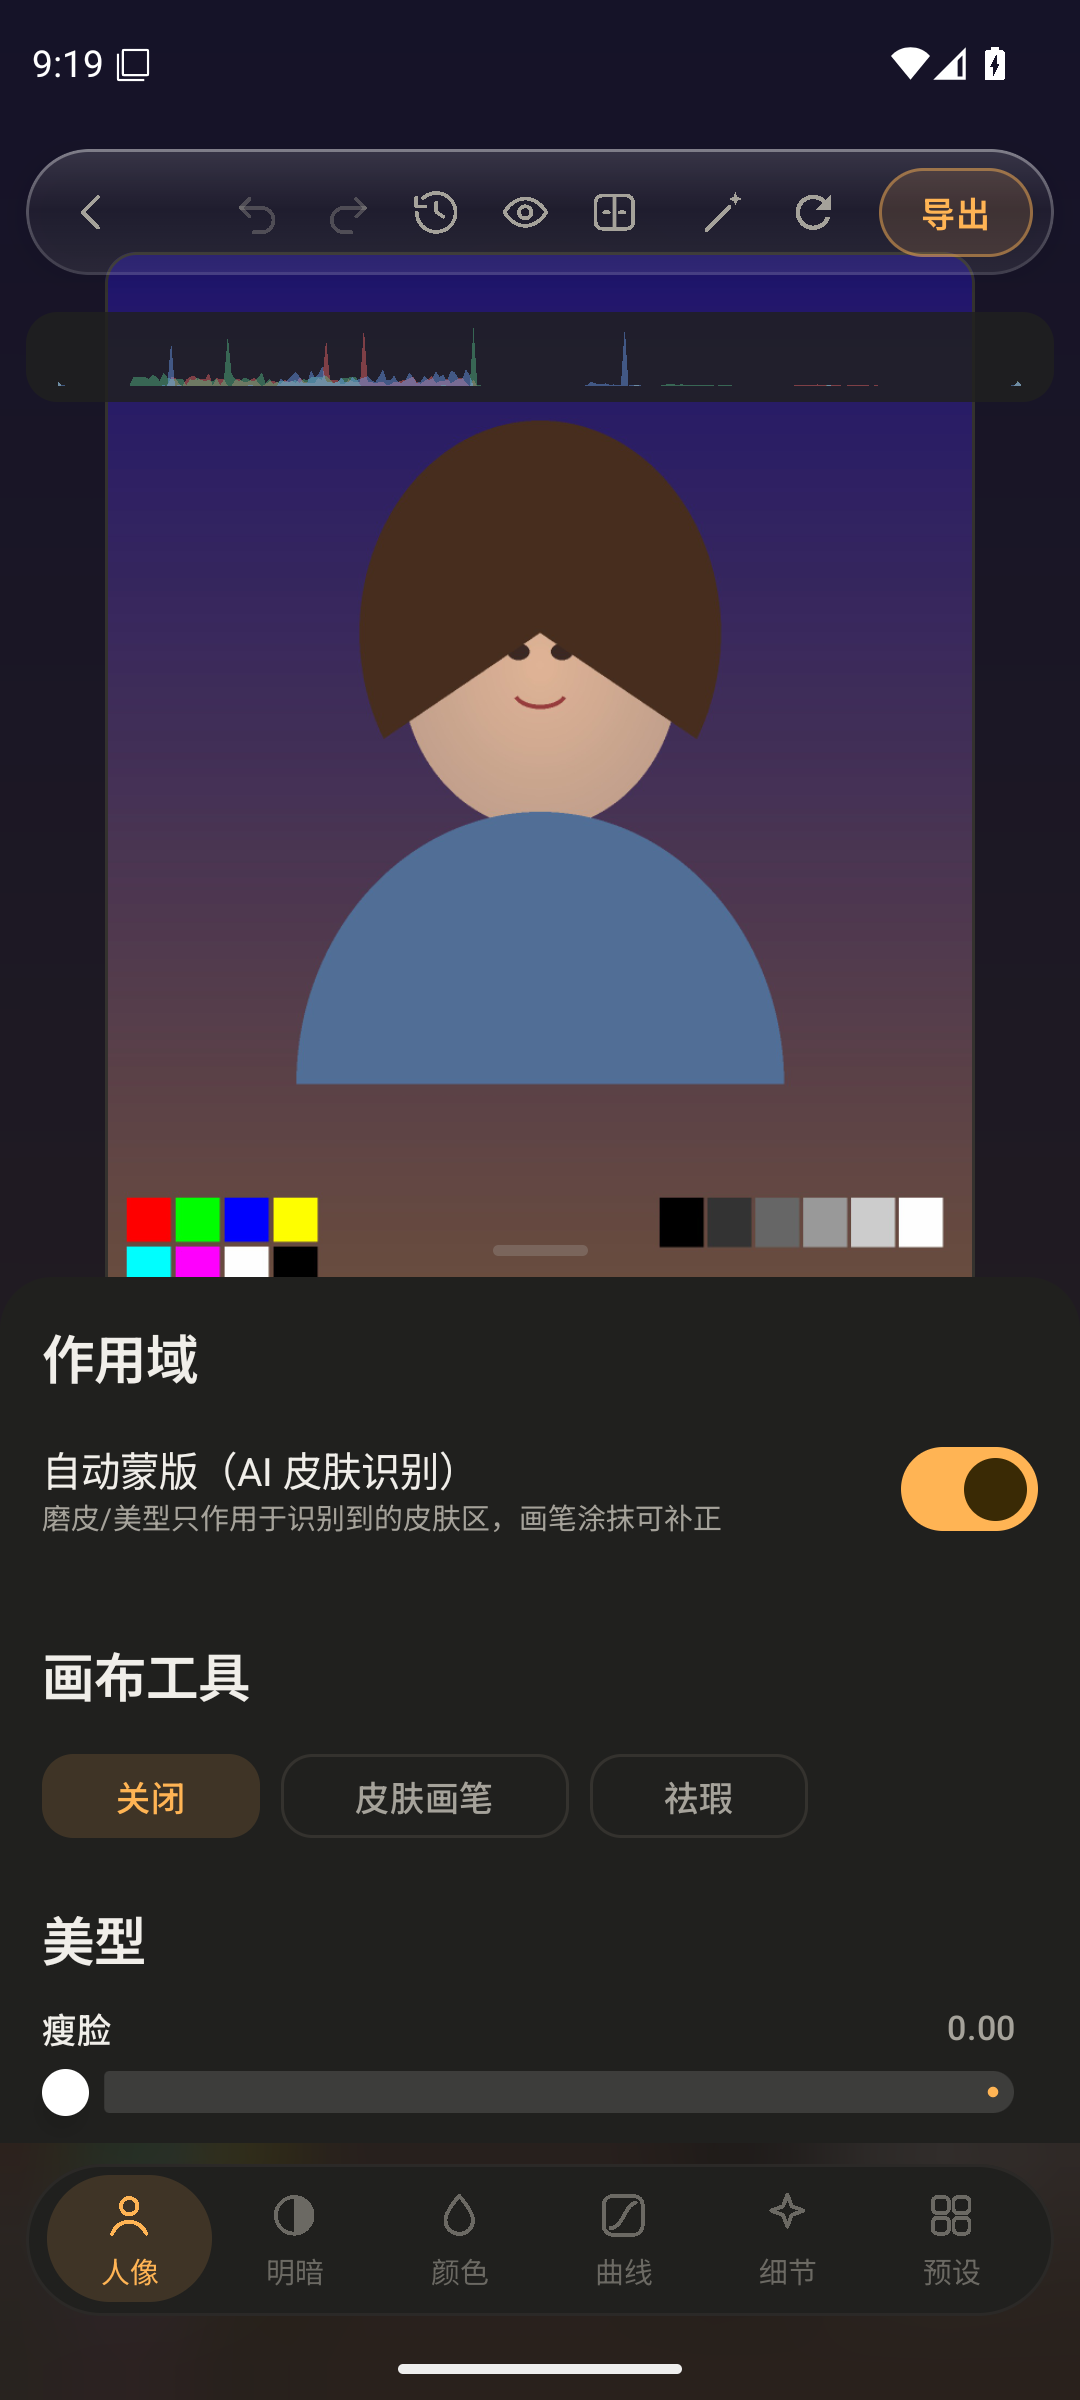 9:19
导出
作用域
自动蒙版（AI 皮肤识别）
磨皮/美型只作用于识别到的皮肤区，画笔涂抹可补正
画布工具
关闭
皮肤画笔
祛瑕
美型
瘦脸
0.00
人像
明暗
颜色
曲线
细节
预设